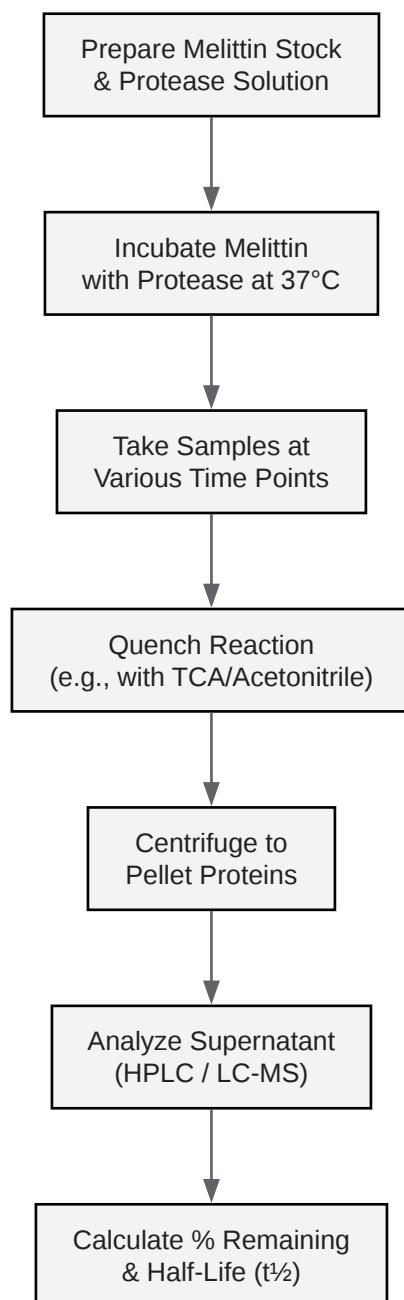 Prepare Melittin Stock
& Protease Solution
Incubate Melittin
with Protease at 37°C
Take Samples at
Various Time Points
Quench Reaction
(e.g., with TCA/Acetonitrile)
Centrifuge to
Pellet Proteins
Analyze Supernatant
(HPLC / LC-MS)
Calculate % Remaining
& Half-Life (t½)